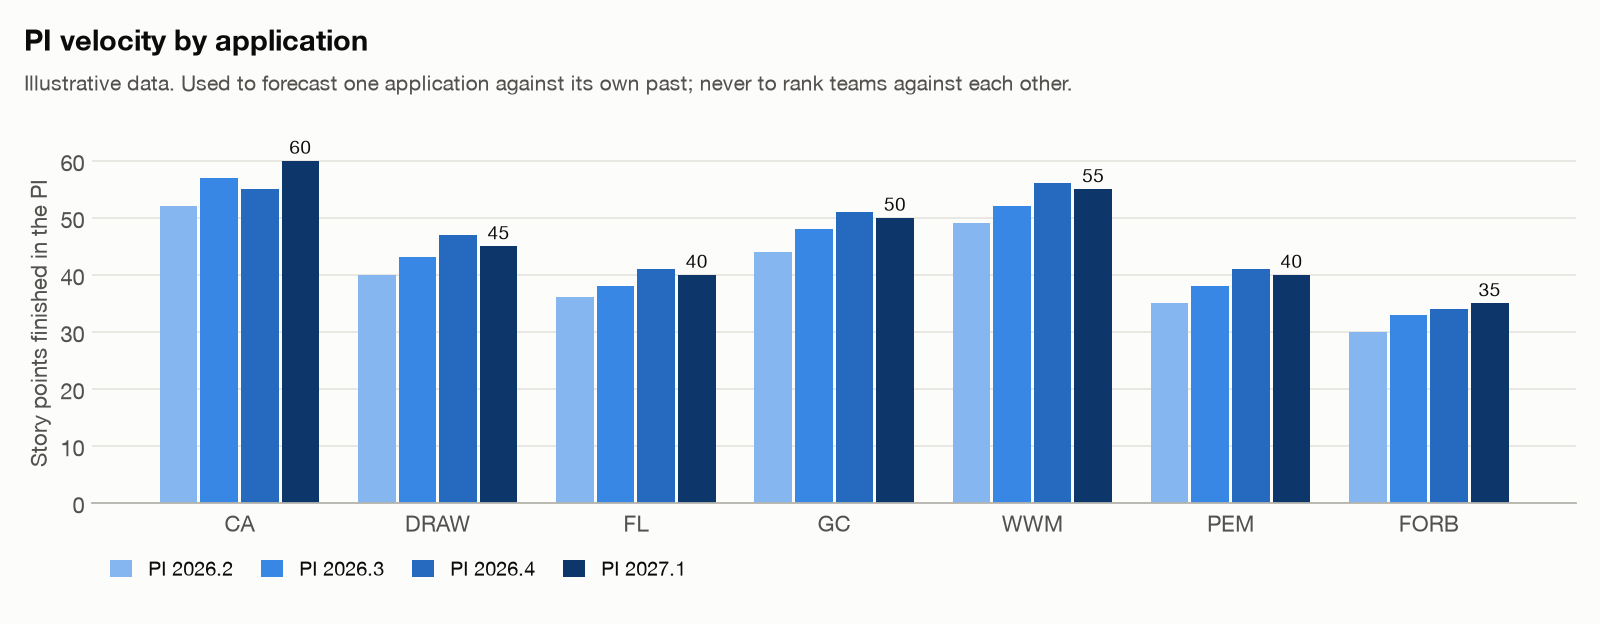 PI velocity by application
Illustrative data. Used to forecast one application against its own past; never to rank teams against each other.
Story points finished in the PI
60
50
40
30
20
10
0
60
45
40
50
55
40
35
CA DRAW FL GC WWM PEM FORB
PI 2026.2 PI 2026.3 PI 2026.4 PI 2027.1